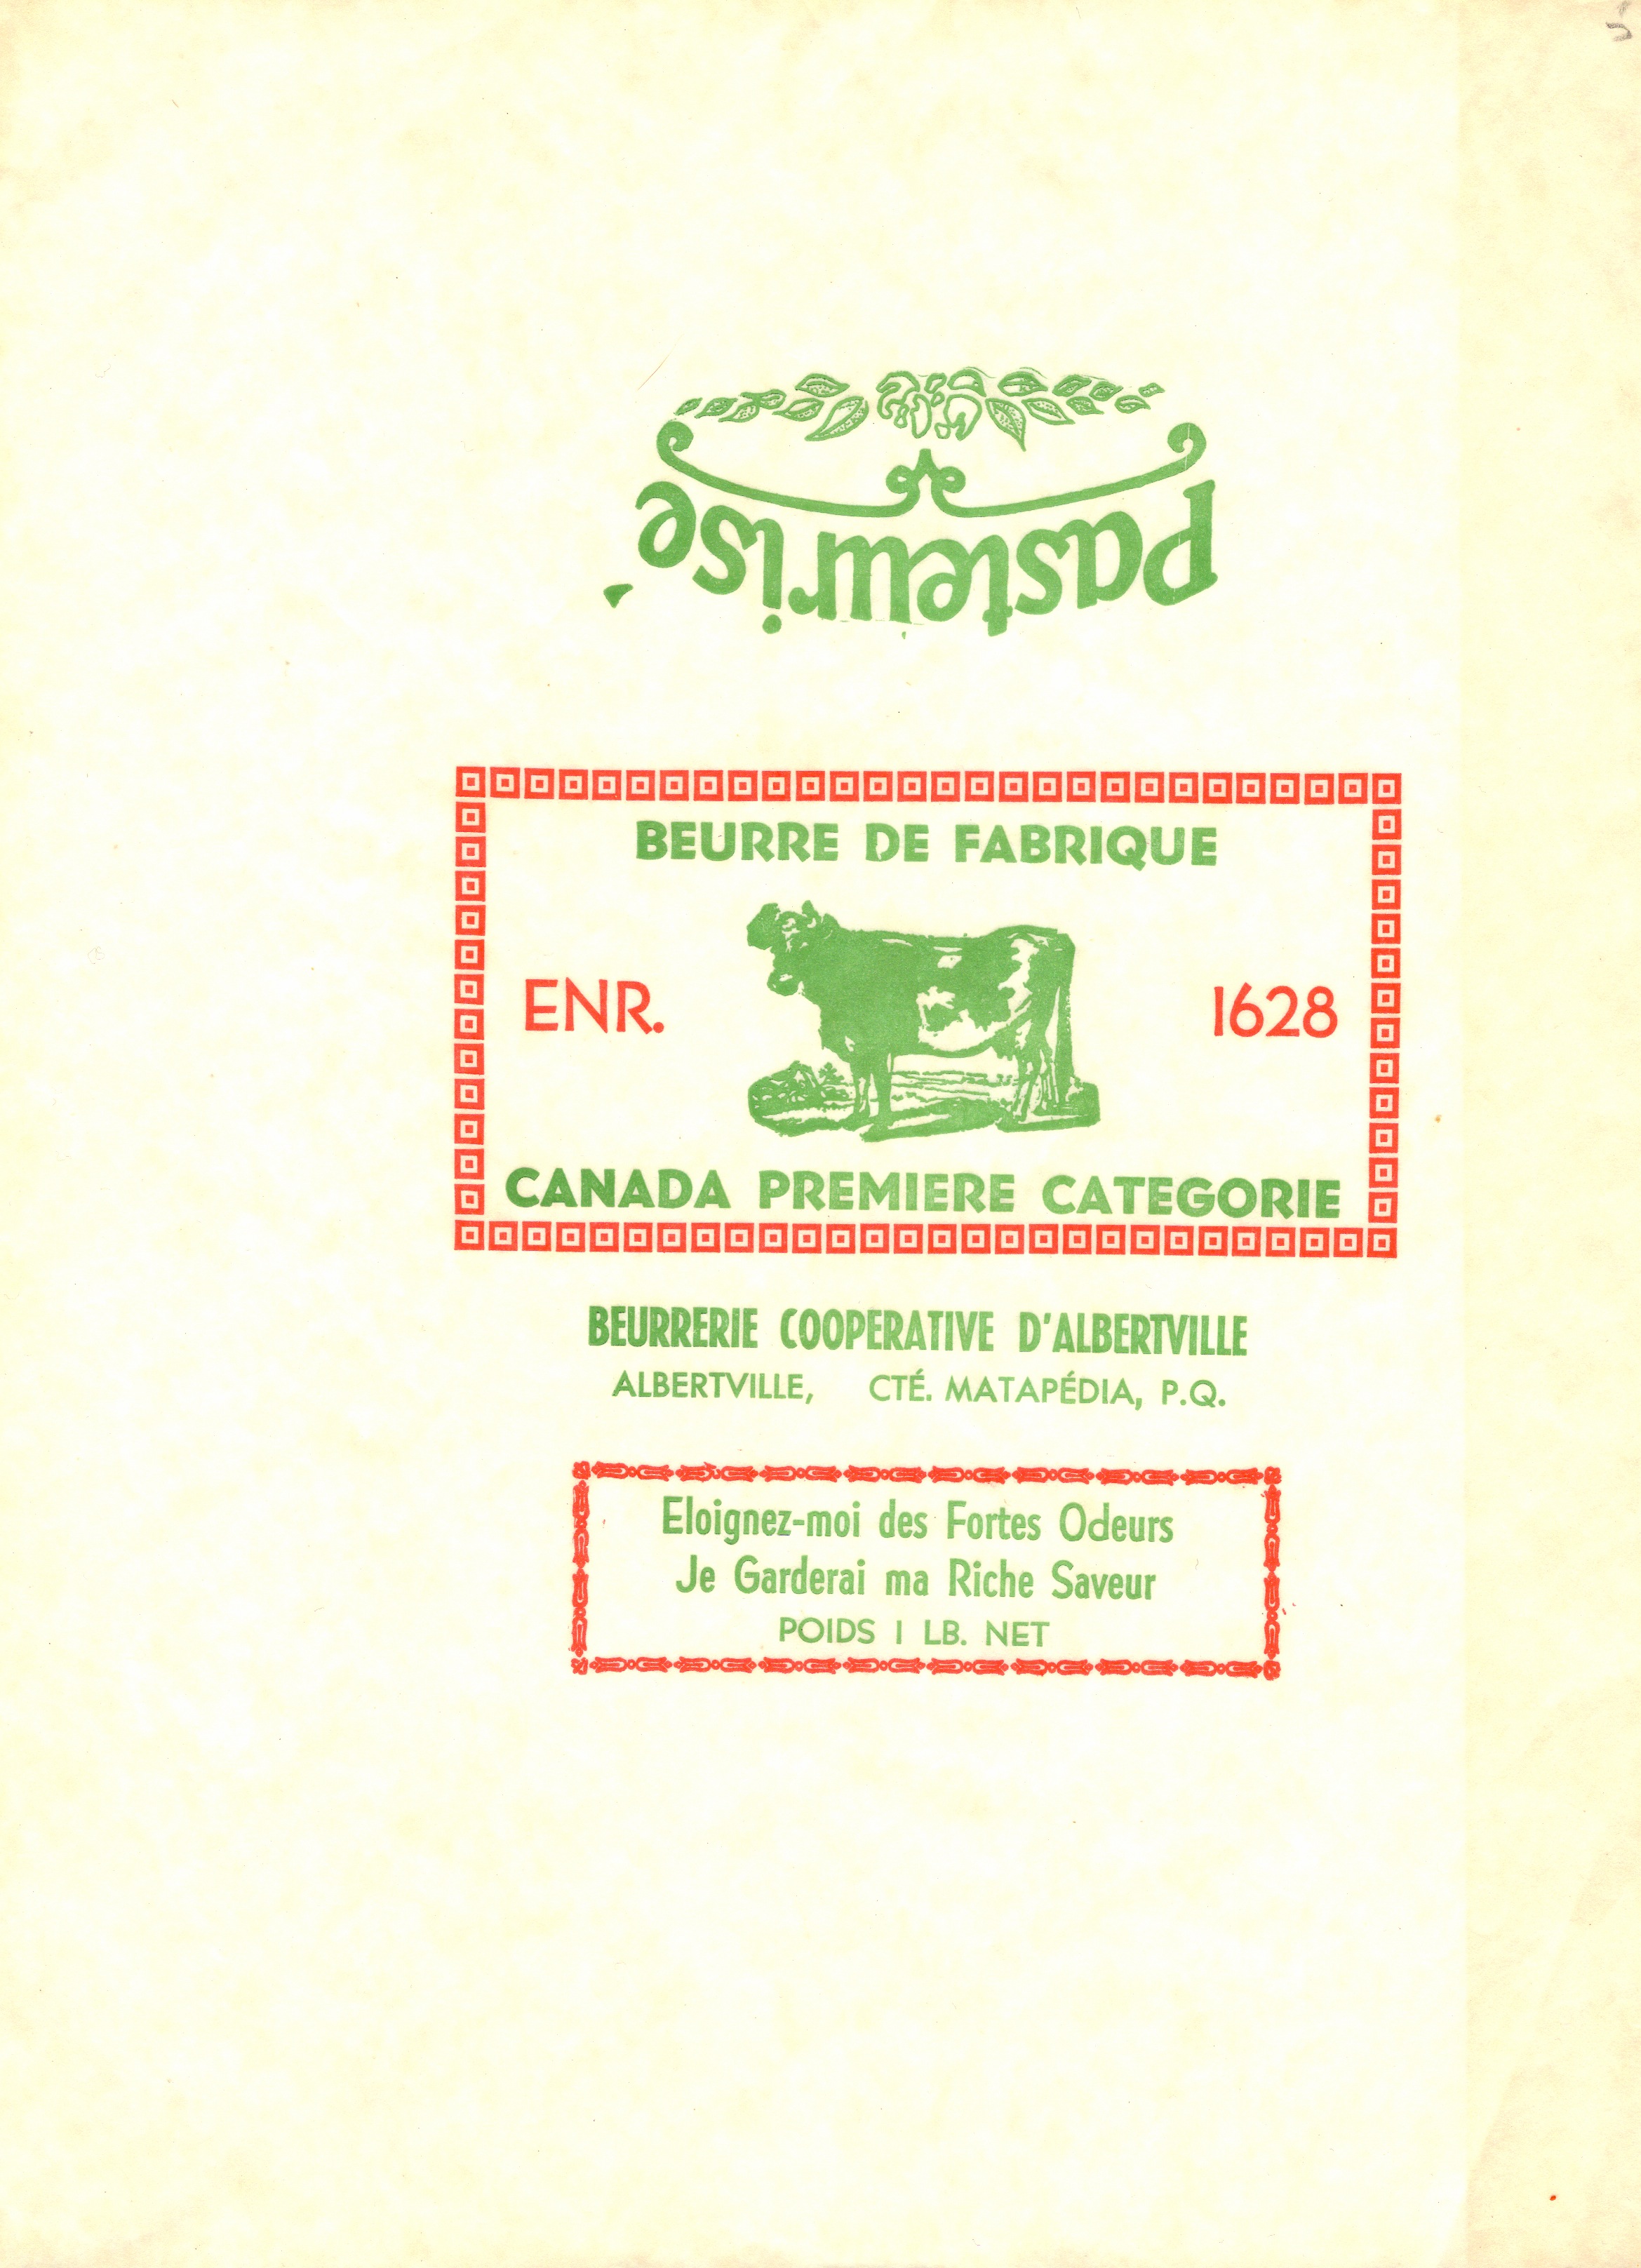 Pasteurisé
BEURRE DE FABRIQUE
ENR. 1628
CANADA PREMIERE CATEGORIE
BEURRERIE COOPERATIVE D'ALBERTVILLE
ALBERTVILLE, CTÉ. MATAPÉDIA, P.Q.
Eloignez-moi des Fortes Odeurs
Je Garderai ma Riche Saveur
POIDS 1 LB. NET